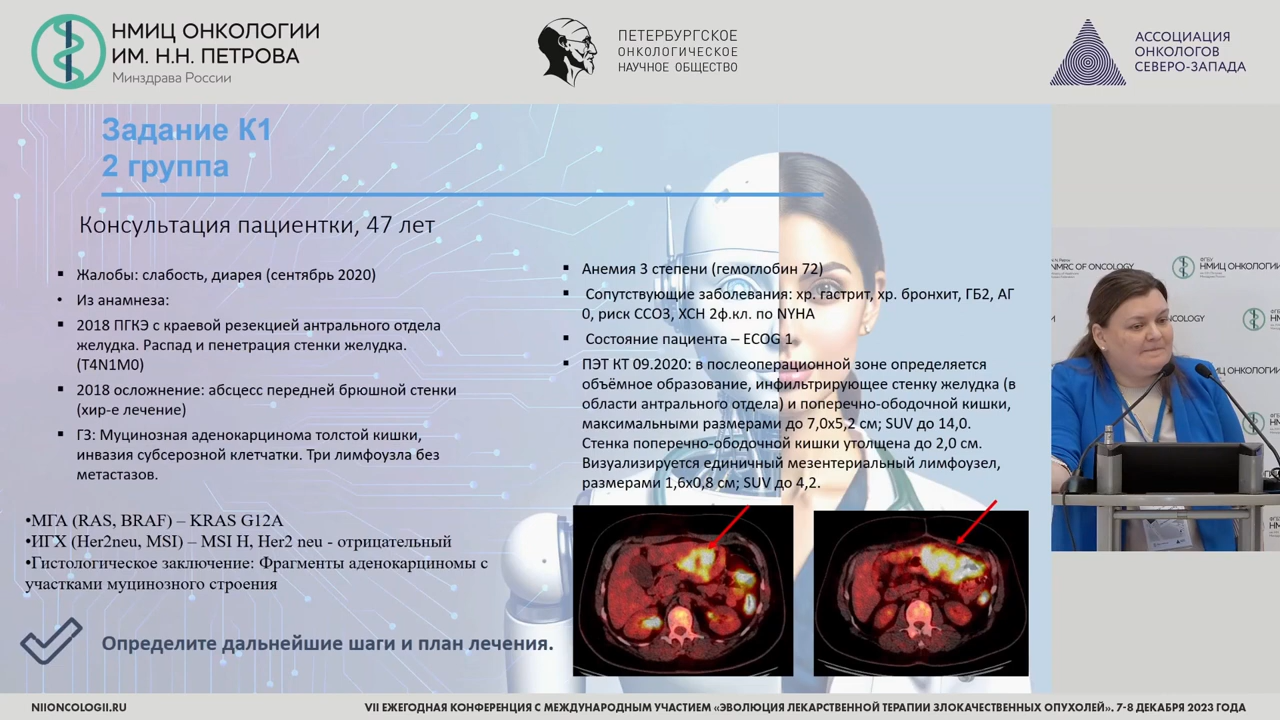 НМИЦ ОНКОЛОГИИ
ИМ. Н.Н. ПЕТРОВА
Минздрава России
ПЕТЕРБУРГСКОЕ
ОНКОЛОГИЧЕСКОЕ
НАУЧНОЕ ОБЩЕСТВО
АССОЦИАЦИЯ
ОНКОЛОГОВ
СЕВЕРО-ЗАПАДА
Задание К1
2 группа
Консультация пациентки, 47 лет
▪ Жалобы: слабость, диарея (сентябрь 2020)
• Из анамнеза:
▪ 2018 ПГКЭ с краевой резекцией антрального отдела
желудка. Распад и пенетрация стенки желудка.
(T4N1M0)
▪ 2018 осложнение: абсцесс передней брюшной стенки
(хир-е лечение)
▪ ГЗ: Муцинозная аденокарцинома толстой кишки,
инвазия субсерозной клетчатки. Три лимфоузла без
метастазов.
•МГА (RAS, BRAF) – KRAS G12A
•ИГХ (Her2neu, MSI) – MSI H, Her2 neu - отрицательный
•Гистологическое заключение: Фрагменты аденокарциномы с
участками муцинозного строения
Определите дальнейшие шаги и план лечения.
▪ Анемия 3 степени (гемоглобин 72)
▪ Сопутствующие заболевания: хр. гастрит, хр. бронхит, ГБ2, АГ
0, риск ССО3, ХСН 2ф.кл. по NYHA
▪ Состояние пациента – ECOG 1
▪ ПЭТ КТ 09.2020: в послеоперационной зоне определяется
объёмное образование, инфильтрирующее стенку желудка (в
области антрального отдела) и поперечно-ободочной кишки,
максимальными размерами до 7,0х5,2 см; SUV до 14,0.
Стенка поперечно-ободочной кишки утолщена до 2,0 см.
Визуализируется единичный мезентериальный лимфоузел,
размерами 1,6х0,8 см; SUV до 4,2.
NMRC OF ONCOLOGY
НМИЦ ОНКОЛОГИИ
NIIONCOLOGII.RU
VII ЕЖЕГОДНАЯ КОНФЕРЕНЦИЯ С МЕЖДУНАРОДНЫМ УЧАСТИЕМ «ЭВОЛЮЦИЯ ЛЕКАРСТВЕННОЙ ТЕРАПИИ ЗЛОКАЧЕСТВЕННЫХ ОПУХОЛЕЙ». 7-8 ДЕКАБРЯ 2023 ГОДА